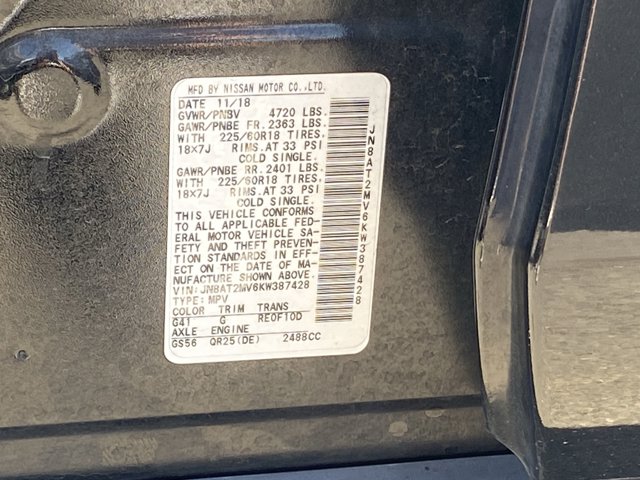 MFD BY NISSAN MOTOR CO.,LTD.
DATE 11/18
GVWR/PNBV 4720 LBS.
GAWR/PNBE FR. 2363 LBS.
WITH 225/60R18 TIRES,
18x7J RIMS.AT 33 PSI
COLD SINGLE.
GAWR/PNBE RR. 2401 LBS.
WITH 225/60R18 TIRES,
18x7J RIMS.AT 33 PSI
COLD SINGLE.
THIS VEHICLE CONFORMS
TO ALL APPLICABLE FED-
ERAL MOTOR VEHICLE SA-
FETY AND THEFT PREVEN-
TION STANDARDS IN EFF-
ECT ON THE DATE OF MA-
NUFACTURE SHOWN ABOVE.
VIN:JN8AT2MV6KW387428
TYPE:MPV
COLOR TRIM TRANS
G41 G RE0F10D
AXLE ENGINE
GS56 QR25(DE) 2488CC
JN8AT2MV6KW387428